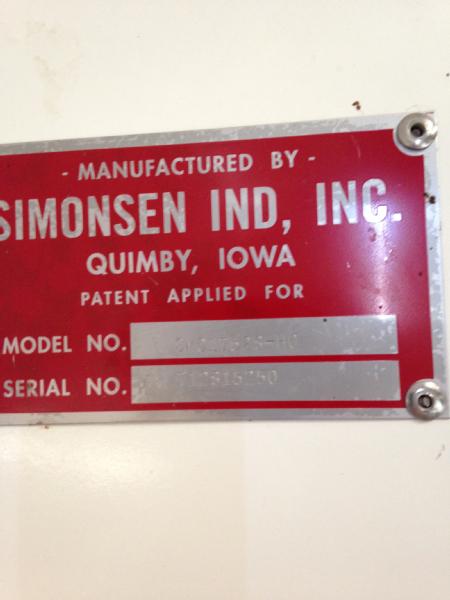 - MANUFACTURED BY -
SIMONSEN IND, INC.
QUIMBY, IOWA
PATENT APPLIED FOR
MODEL NO.
SERIAL NO.